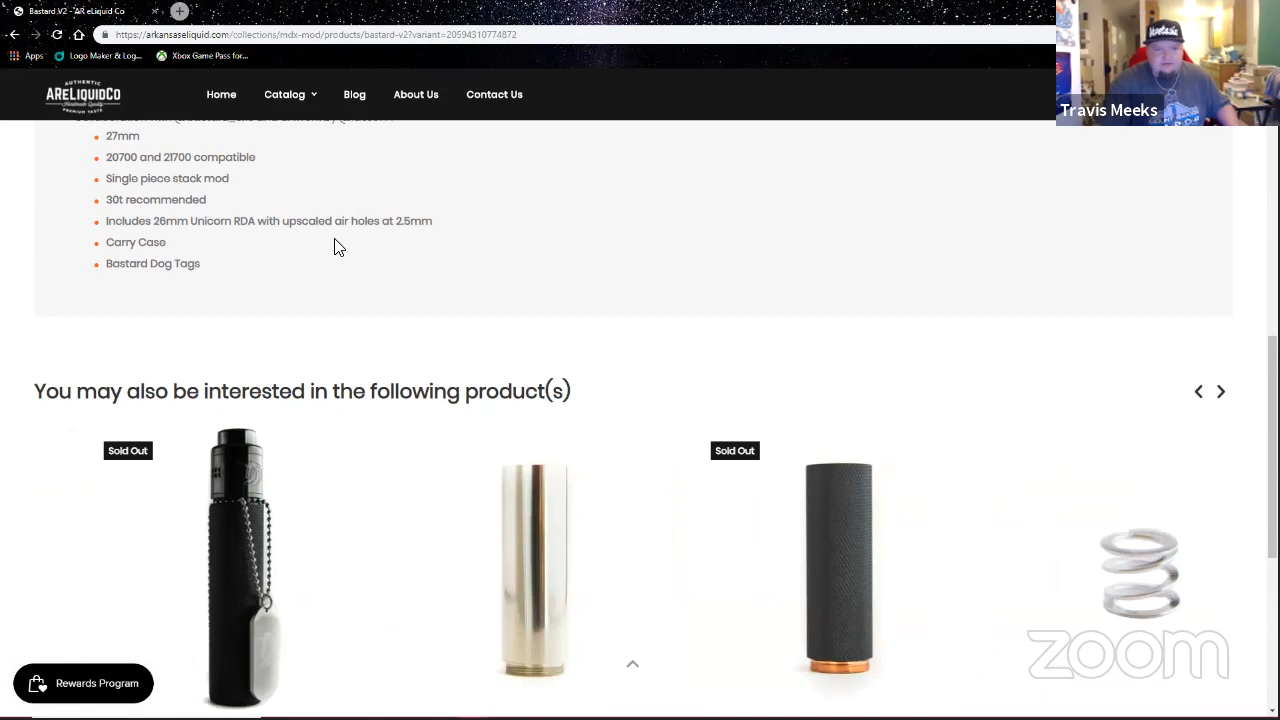 Bastard V2 - AR eLiquid Co
https://arkansaseliquid.com/collections/mdx-mod/products/bastard-v2?variant=20594310774872
Apps
Logo Maker & Log...
Xbox Game Pass for...
AUTHENTIC
ARELIQUIDCO
Handmade Quality
PREMIUM TASTE
Home
Catalog
Blog
About Us
Contact Us
Travis Meeks
27mm
20700 and 21700 compatible
Single piece stack mod
30t recommended
Includes 26mm Unicorn RDA with upscaled air holes at 2.5mm
Carry Case
Bastard Dog Tags
You may also be interested in the following product(s)
Sold Out
Sold Out
Rewards Program
zoom